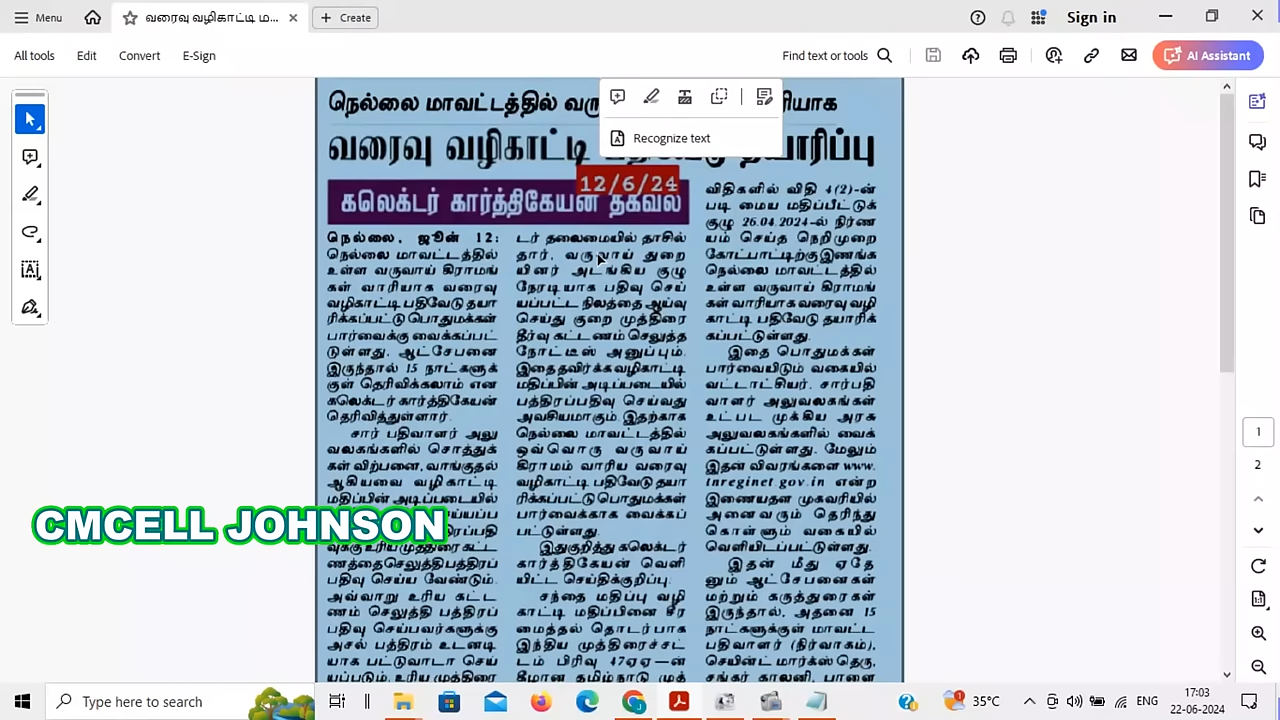 Menu
வரைவு வழிகாட்டி ம...
Create
Sign in
All tools
Edit
Convert
E-Sign
Find text or tools
AI Assistant
Recognize text
நெல்லை மாவட்டத்தில்
வரைவு வழிகாட்டி
தயாரிப்பு
12/6/24
கலெக்டர் கார்த்திகேயன் தகவல்
நெல்லை, ஜூன் 12:
நெல்லை மாவட்டத்தில்
உள்ள வருவாய் கிராமங்
கள் வாரியாக வரைவு
வழிகாட்டி பதிவேடு தயா
ரிக்கப்பட்டு பொதுமக்கள்
பார்வைக்கு வைக்கப்பட்
டுள்ளது. ஆட்சேபனை
இருந்தால் 15 நாட்களுக்
குள் தெரிவிக்கலாம் என
கலெக்டர் கார்த்திகேயன்
தெரிவித்துள்ளார்.
சார் பதிவாளர் அலு
வலகங்களில் சொத்துக்
கள் விற்பனை, வாங்குதல்
ஆகியவை வழிகாட்டி
மதிப்பின் அடிப்படையில்
வுக்கு உரிய முத்திரை கட்ட
ணத்தை செலுத்தி பத்திரப்
பதிவு செய்ய வேண்டும்.
அவ்வாறு உரிய கட்ட
ணம் செலுத்தி பத்திரப்
பதிவு செய்பவர்களுக்கு
அசல் பத்திரம் உடனடி
யாக பட்டுவாடா செய்
யப்படும். உரிய முத்திரை
டர் தலைமையில் தாசில்
தார், வருவாய் துறை
யினர் அடங்கிய குழு
நேரடியாக பதிவு செய்
யப்பட்ட நிலத்தை ஆய்வு
செய்து குறை முத்திரை
தீர்வு கட்டணம் செலுத்த
நோட்டீஸ் அனுப்பும்.
இதை தவிர்க்க வழிகாட்டி
மதிப்பின் அடிப்படையில்
பத்திரப்பதிவு செய்வது
அவசியமாகும். இதற்காக
நெல்லை மாவட்டத்தில்
ஒவ்வொரு வருவாய்
கிராமம் வாரிய வரைவு
வழிகாட்டி பதிவேடு தயா
ரிக்கப்பட்டு பொதுமக்கள்
பார்வைக்காக வைக்கப்
பட்டுள்ளது.
இதுகுறித்து கலெக்டர்
கார்த்திகேயன் வெளி
யிட்ட செய்திக்குறிப்பு.
சந்தை மதிப்பு வழி
காட்டி மதிப்பினை சீர
மைத்தல் தொடர்பாக
இந்திய முத்திரைச்சட்
டம் பிரிவு 47ஏஏ—ன்
கீழான தமிழ்நாடு முத்
விதிகளில் விதி 4(2)-ன்
படி மைய மதிப்பீட்டுக்
குழு 26.04.2024-ல் நிர்ண
யம் செய்த நெறிமுறை
கோட்பாட்டிற்கு இணங்க
நெல்லை மாவட்டத்தில்
உள்ள வருவாய் கிராமங்
கள் வாரியாக வரைவு வழி
காட்டி பதிவேடு தயாரிக்
கப்பட்டுள்ளது.
இதை பொதுமக்கள்
பார்வையிடும் வகையில்
வட்டாட்சியர், சார்பதி
வாளர் அலுவலகங்கள்
உட்பட முக்கிய அரசு
அலுவலகங்களில் வைக்
கப்பட்டுள்ளது. மேலும்
இதன் விவரங்களை www.
tnreginet.gov.in என்ற
இணையதள முகவரியில்
அனைவரும் தெரிந்து
கொள்ளும் வகையில்
வெளியிடப்பட்டுள்ளது.
இதன் மீது ஏதே
னும் ஆட்சேபனைகள்
மற்றும் கருத்துரைகள்
இருந்தால், அதனை 15
நாட்களுக்குள் மாவட்ட
பதிவாளர் (நிர்வாகம்),
செயின்ட் மார்க்ஸ் தெரு,
சங்கர் காலனி, பாளை
CMCELL JOHNSON
1
2
Type here to search
35°C
ENG
17:03
22-06-2024